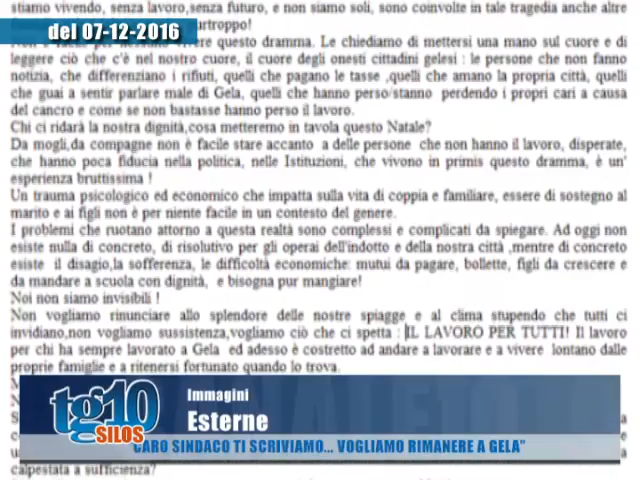 stiamo vivendo, senza lavoro,senza futuro, e non siamo soli, sono coinvolte in tale tragedia anche altre
del 07-12-2016
questo dramma. Le chiediamo di mettersi una mano sul cuore e di
leggere ciò che c'è nel nostro cuore, il cuore degli onesti cittadini gelesi : le persone che non fanno
notizia, che differenziano i rifiuti, quelli che pagano le tasse ,quelli che amano la propria città, quelli
che guai a sentir parlare male di Gela, quelli che hanno perso/stanno perdendo i propri cari a causa
del cancro e come se non bastasse hanno perso il lavoro.
Chi ci ridarà la nostra dignità,cosa metteremo in tavola questo Natale?
Da mogli,da compagne non è facile stare accanto a delle persone che non hanno il lavoro, disperate,
che hanno poca fiducia nella politica, nelle Istituzioni, che vivono in primis questo dramma, è un'
esperienza bruttissima !
Un trauma psicologico ed economico che impatta sulla vita di coppia e familiare, essere di sostegno al
marito e ai figli non è per niente facile in un contesto del genere.
I problemi che ruotano attorno a questa realtà sono complessi e complicati da spiegare. Ad oggi non
esiste nulla di concreto, di risolutivo per gli operai dell'indotto e della nostra città ,mentre di concreto
esiste il disagio,la sofferenza, le difficoltà economiche: mutui da pagare, bollette, figli da crescere e
da mandare a scuola con dignità, e bisogna pur mangiare!
Noi non siamo invisibili !
Non vogliamo rinunciare allo splendore delle nostre spiagge e al clima stupendo che tutti ci
invidiano,non vogliamo sussistenza,vogliamo ciò che ci spetta : IL LAVORO PER TUTTI! Il lavoro
per chi ha sempre lavorato a Gela ed adesso è costretto ad andare a lavorare e a vivere lontano dalle
proprie famiglie e a ritenersi fortunato quando lo trova.
tg10
SILOS
Immagini
Esterne
"CARO SINDACO TI SCRIVIAMO... VOGLIAMO RIMANERE A GELA"
calpestata a sufficienza?